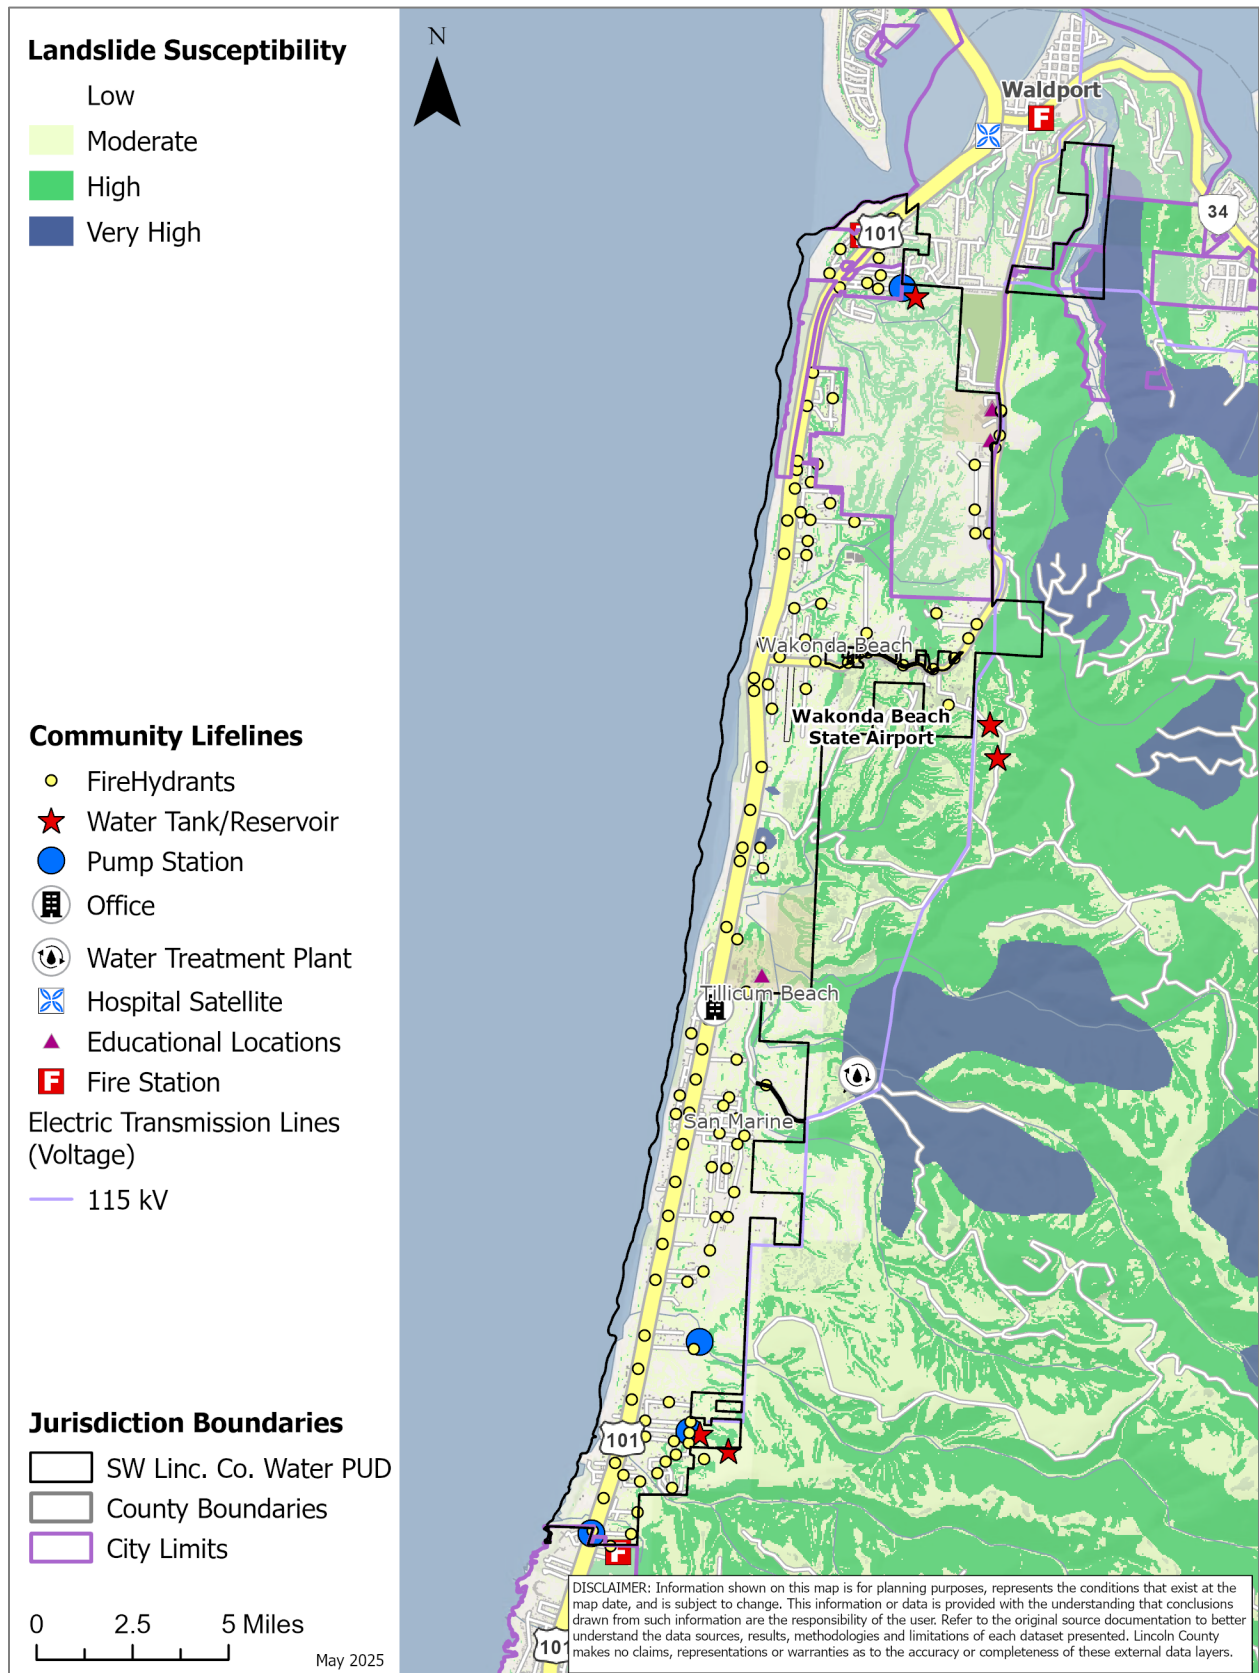 Landslide Susceptibility
Low
Moderate
High
Very High
Community Lifelines
FireHydrants
Water Tank/Reservoir
Pump Station
Office
Water Treatment Plant
Hospital Satellite
Educational Locations
F
Fire Station
Electric Transmission Lines
(Voltage)
115 kV
Jurisdiction Boundaries
SW Linc. Co. Water PUD
County Boundaries
City Limits
0 2.5 5 Miles
May 2025
N
Waldport
F
34
101
Wakonda Beach
Wakonda Beach
State Airport
Tillicum Beach
San Marine
101
F
101
DISCLAIMER: Information shown on this map is for planning purposes, represents the conditions that exist at the
map date, and is subject to change. This information or data is provided with the understanding that conclusions
drawn from such information are the responsibility of the user. Refer to the original source documentation to better
understand the data sources, results, methodologies and limitations of each dataset presented. Lincoln County
makes no claims, representations or warranties as to the accuracy or completeness of these external data layers.